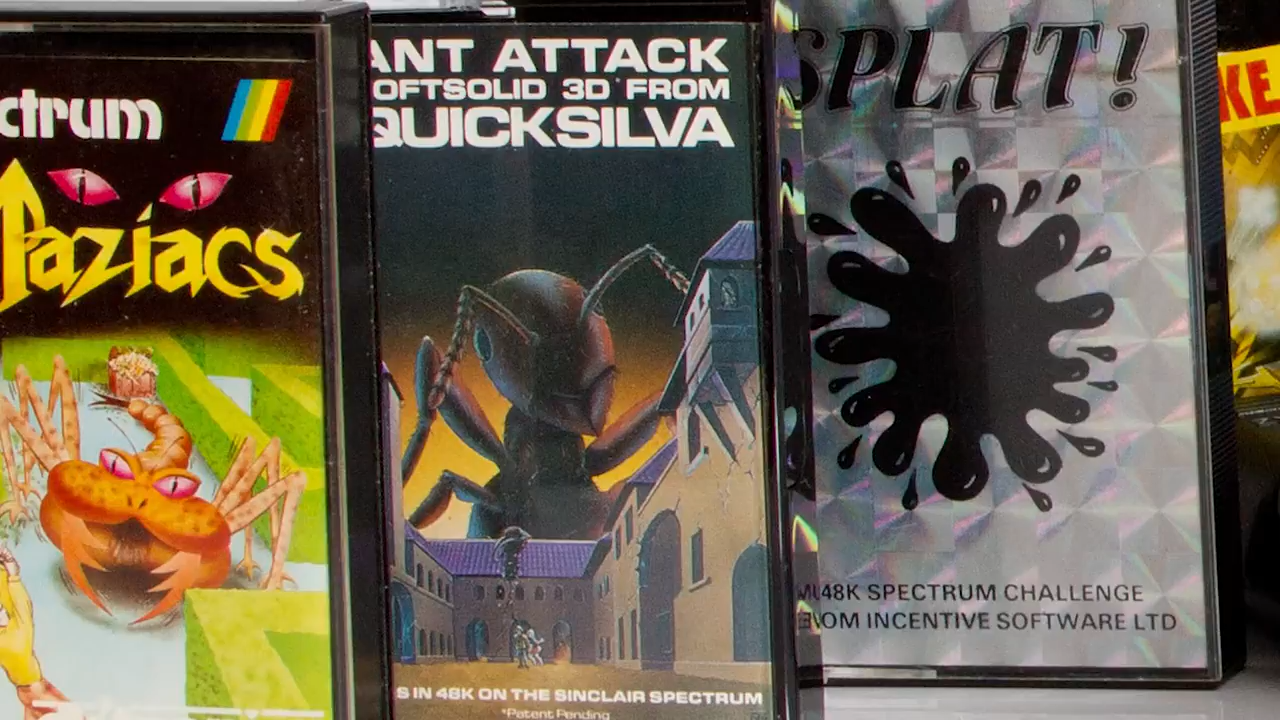 ctrum
Paziacs
ANT ATTACK
OFTSOLID 3D* FROM
QUICKSILVA
S IN 48K ON THE SINCLAIR SPECTRUM
*Patent Pending
SPLAT!
48K SPECTRUM CHALLENGE
OM INCENTIVE SOFTWARE LTD
KE